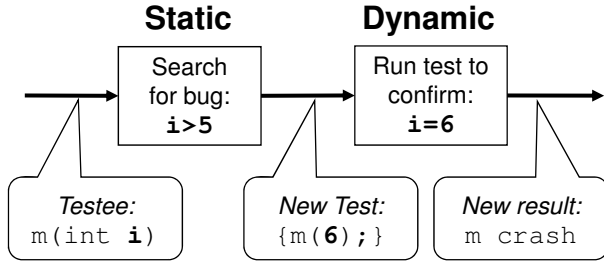 Static
Dynamic
Search
for bug:
i>5
Run test to
confirm:
i=6
Testee:
m(int i)
New Test:
{m(6);}
New result:
m crash